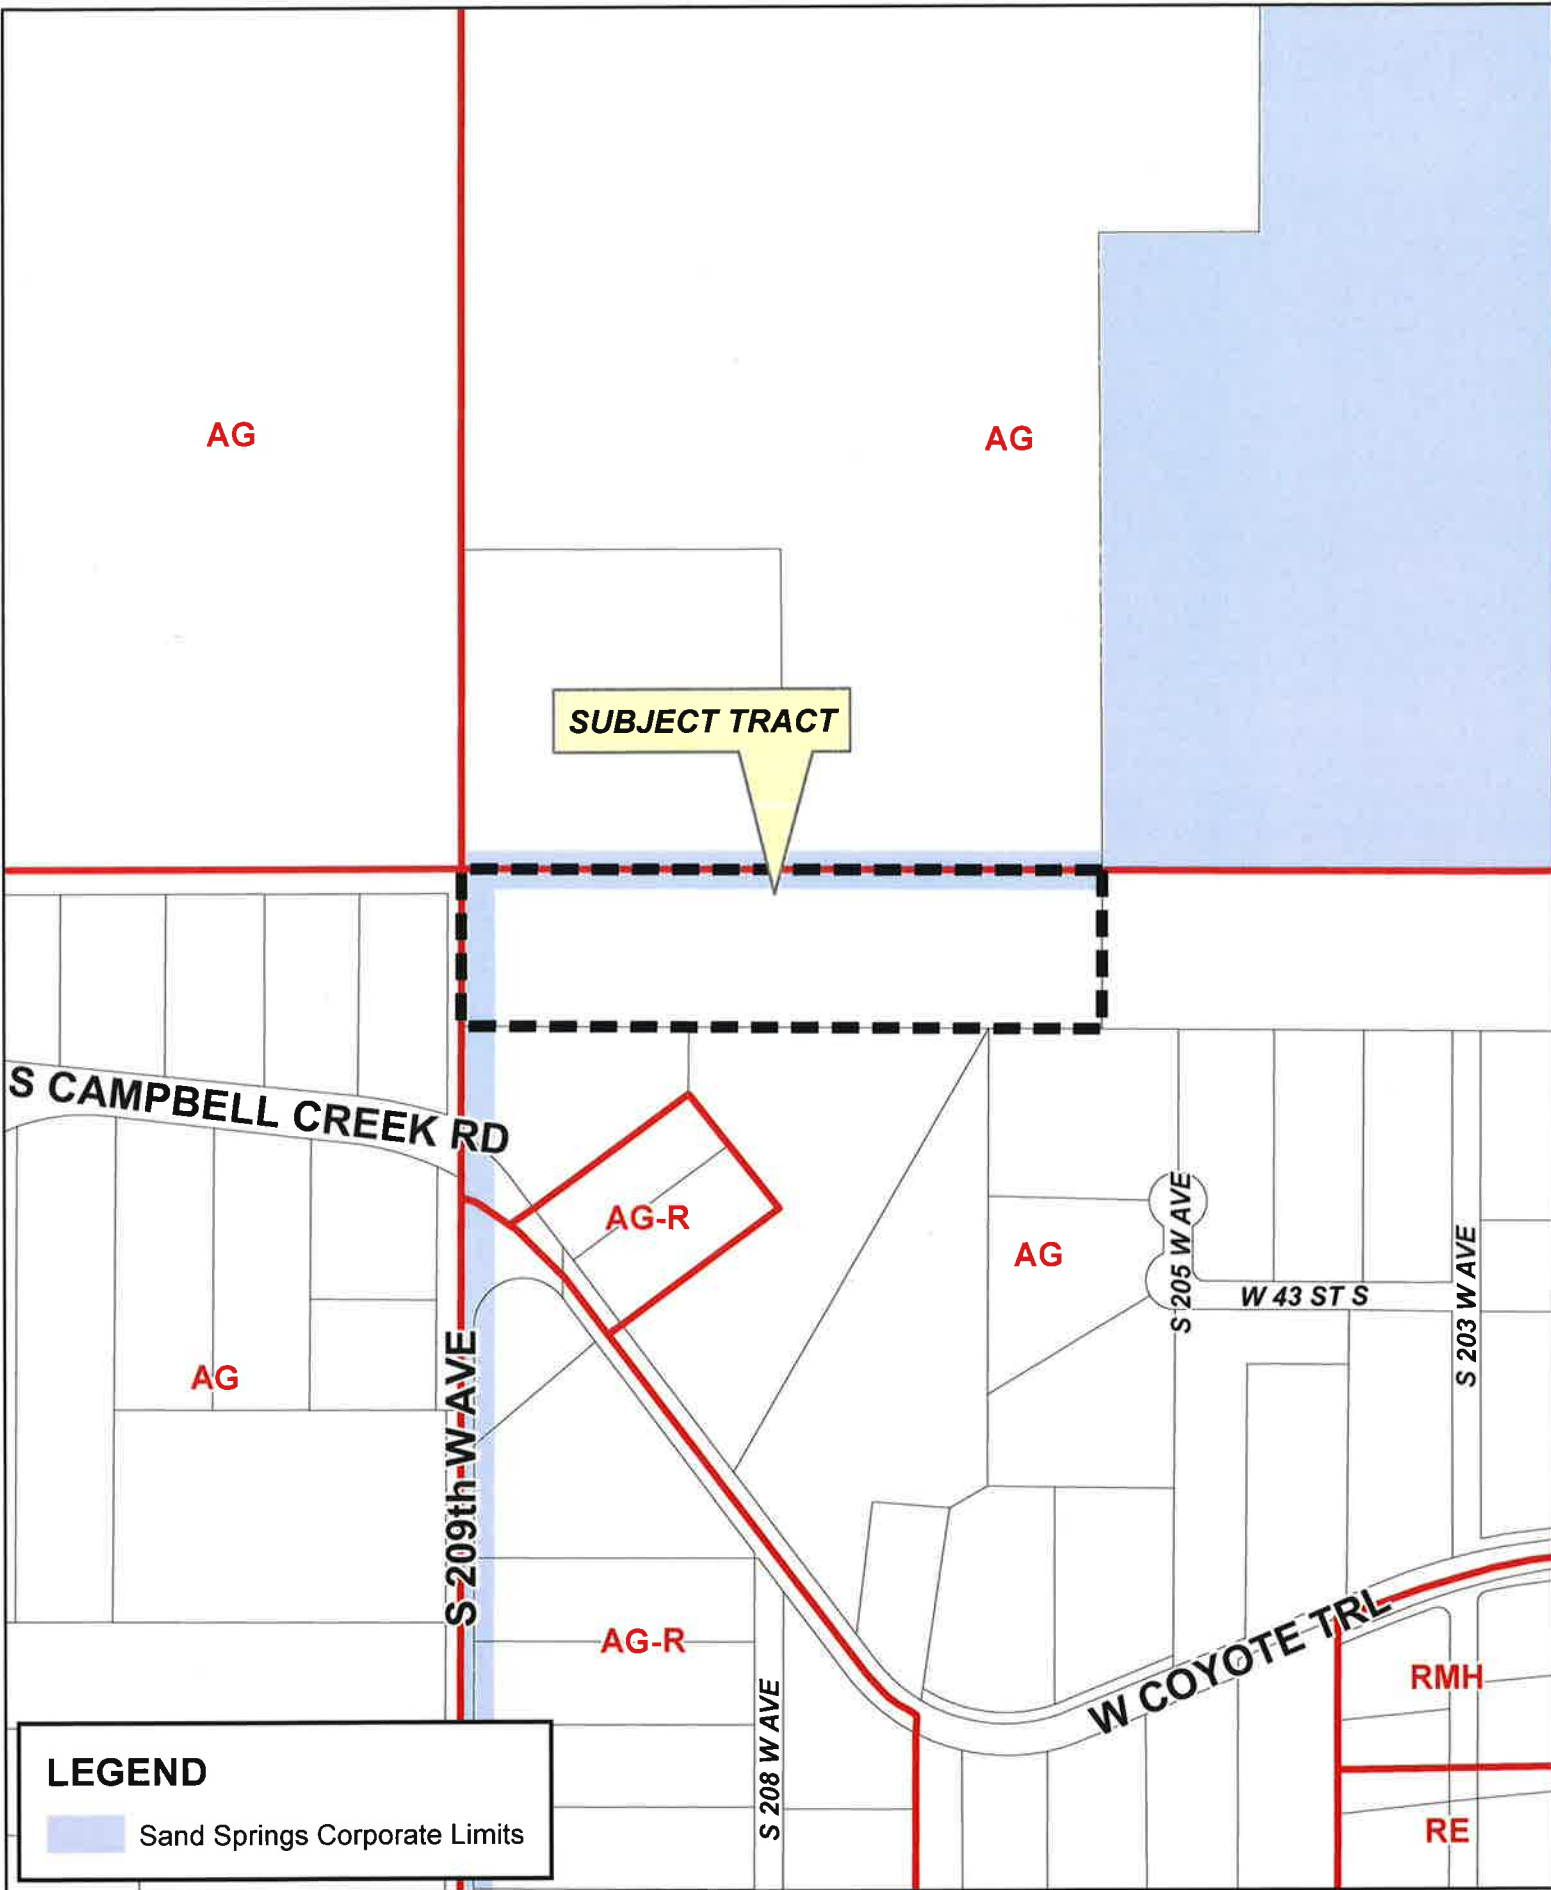 AG
AG
SUBJECT TRACT
S CAMPBELL CREEK RD
AG-R
AG
S 205 W AVE
W 43 ST S
S 203 W AVE
AG
S 209th W AVE
AG-R
W COYOTE TRL
RMH
S 208 W AVE
RE
LEGEND
Sand Springs Corporate Limits